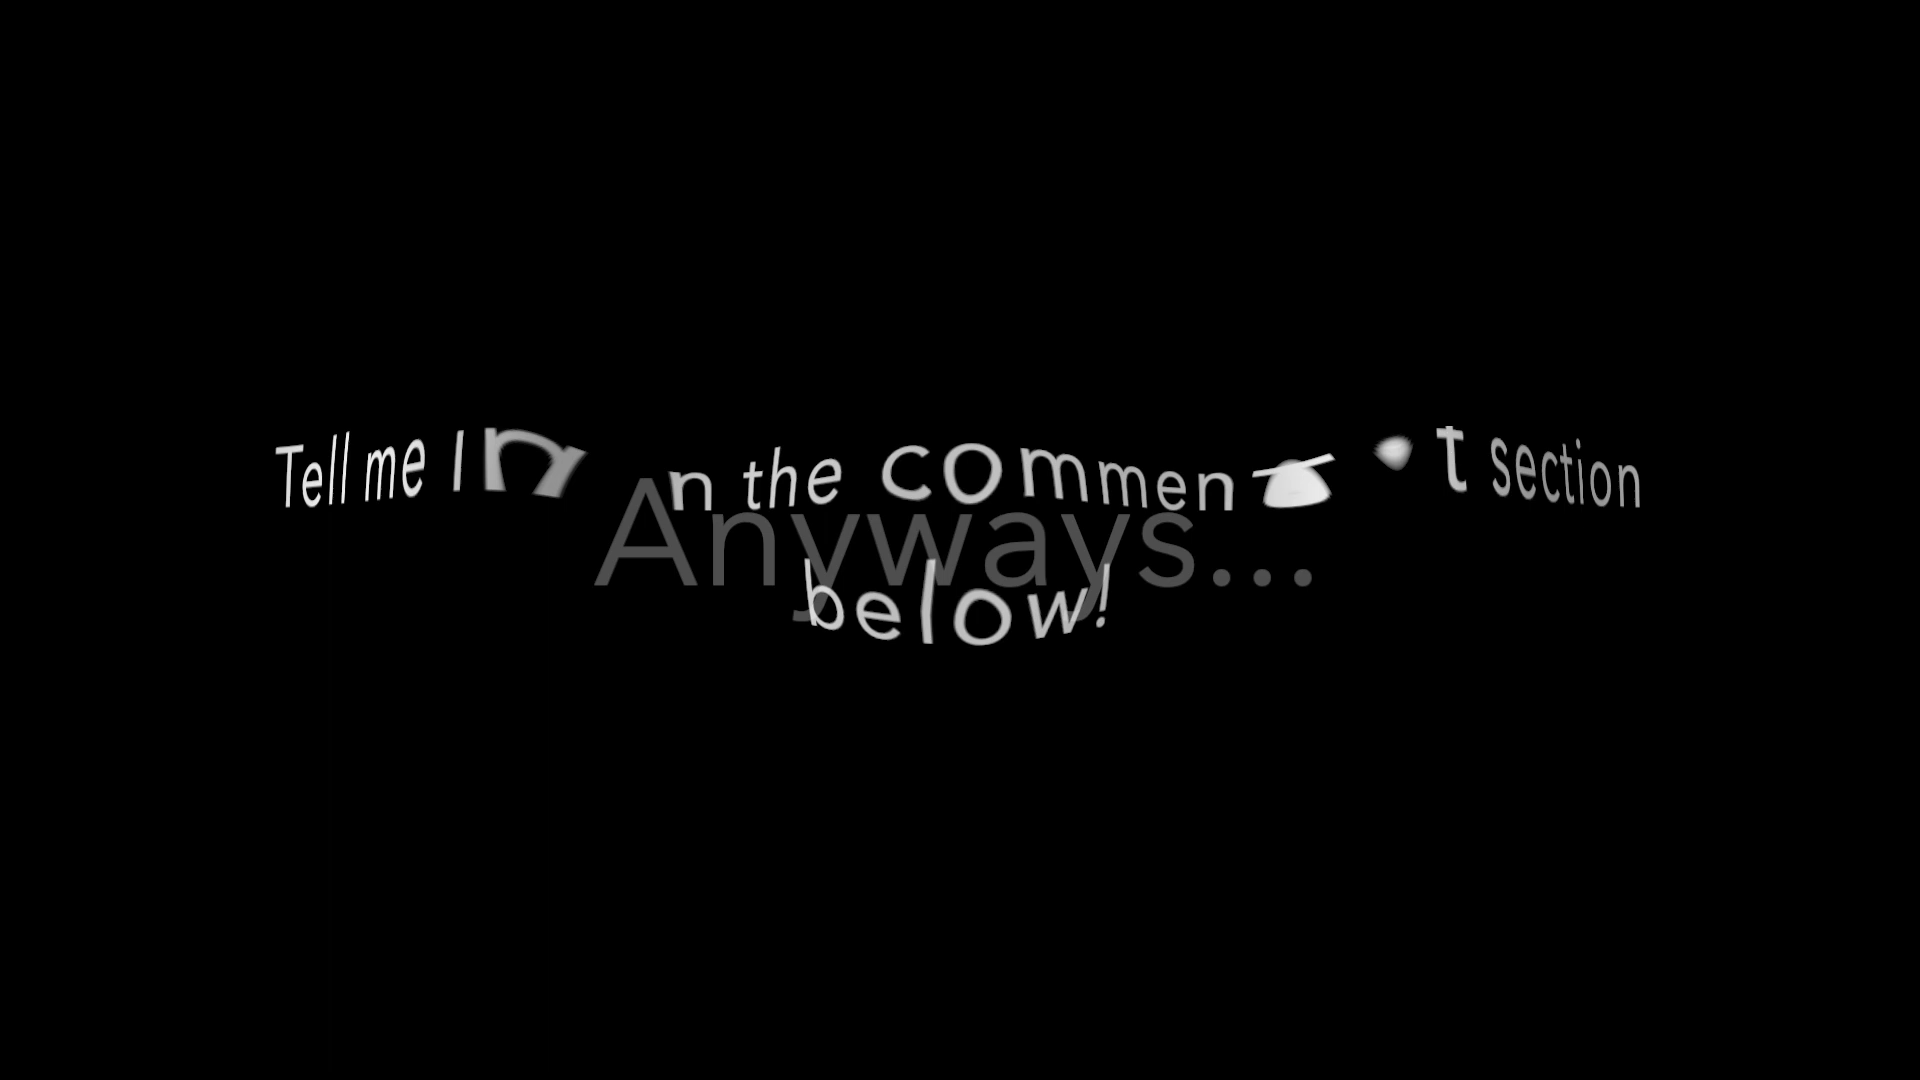 Tell me In the comment section
Anyways...
below!